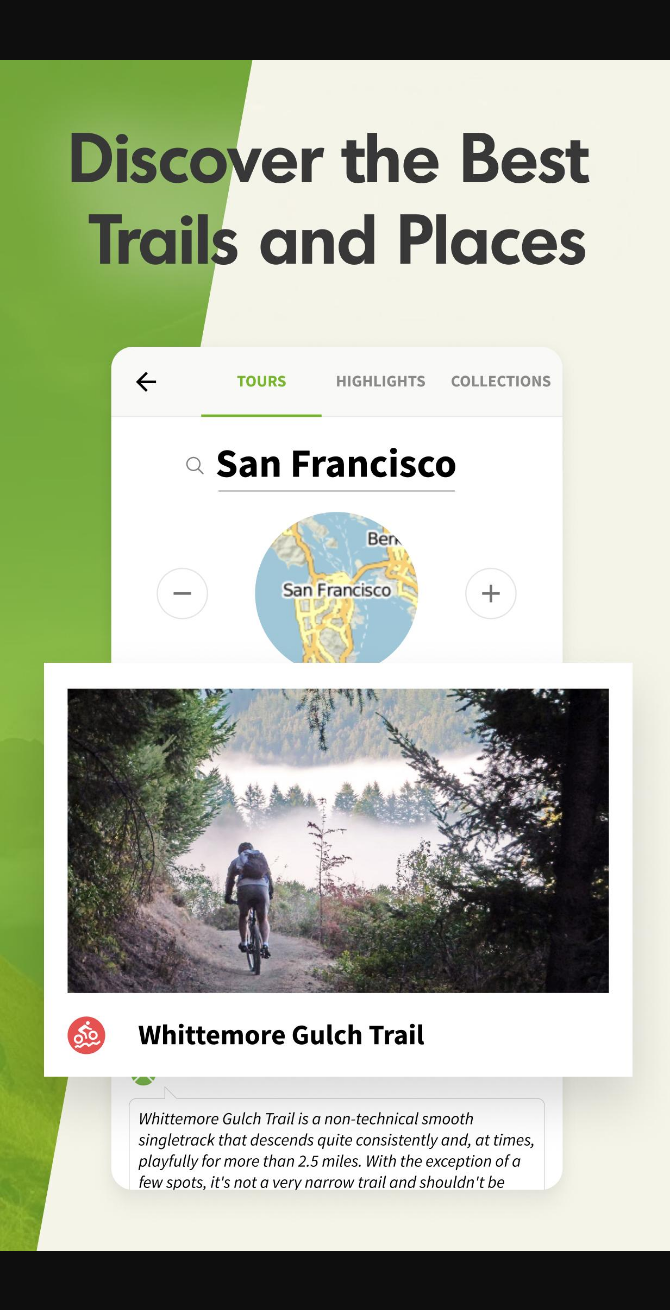 Discover the Best
Trails and Places
TOURS HIGHLIGHTS COLLECTIONS
San Francisco
San Francisco
Whittemore Gulch Trail
Whittemore Gulch Trail is a non-technical smooth
singletrack that descends quite consistently and, at times,
playfully for more than 2.5 miles. With the exception of a
few spots, it's not a very narrow trail and shouldn't be